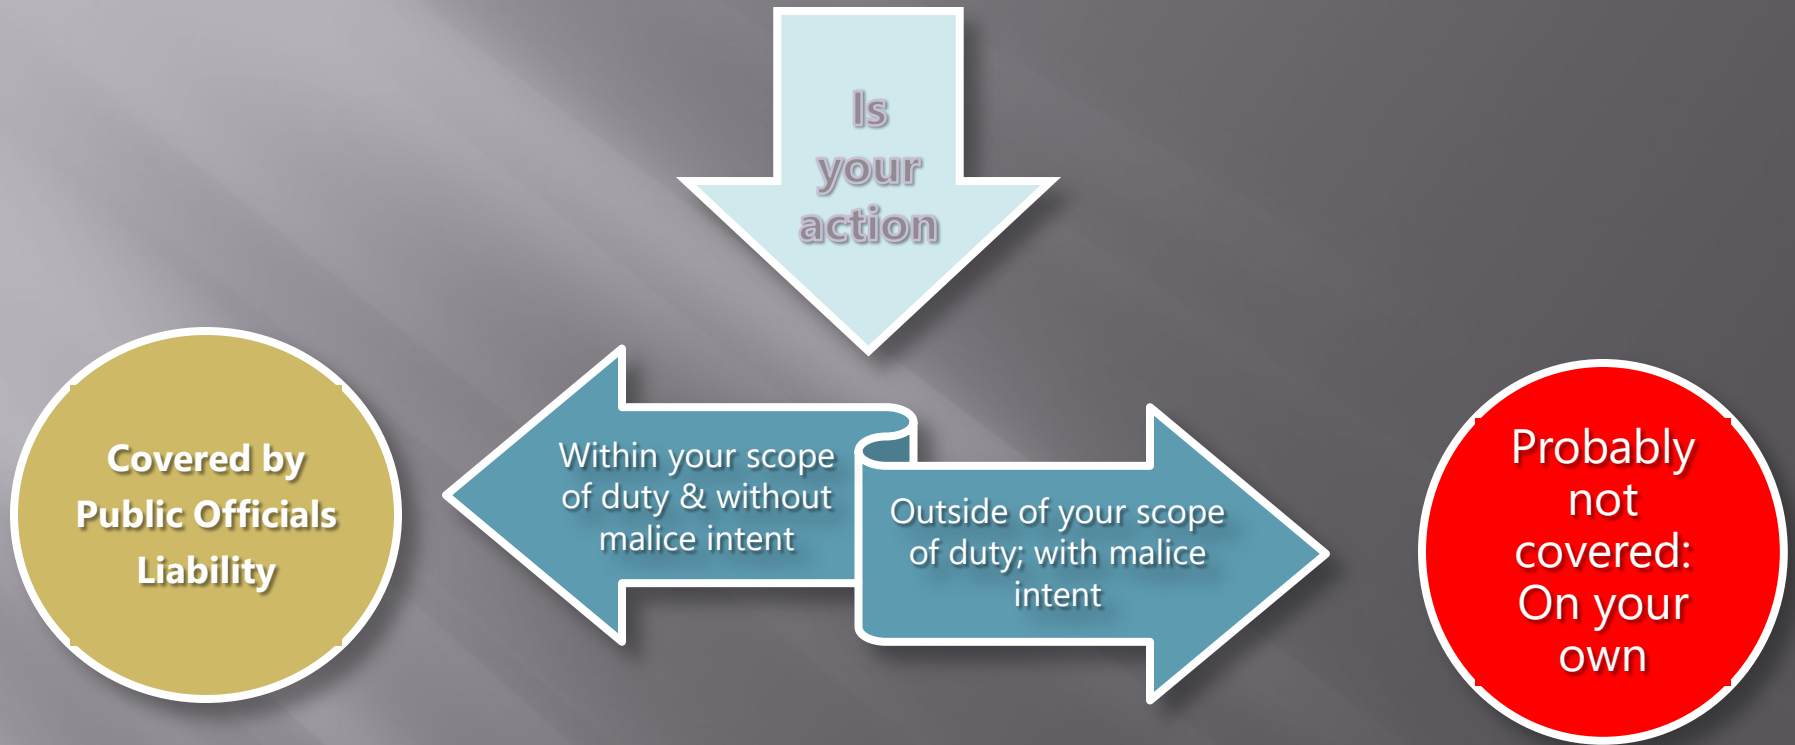 Is
your
action
Covered by
Public Officials
Liability
Within your scope
of duty & without
malice intent
Outside of your scope
of duty; with malice
intent
Probably
not
covered:
On your
own